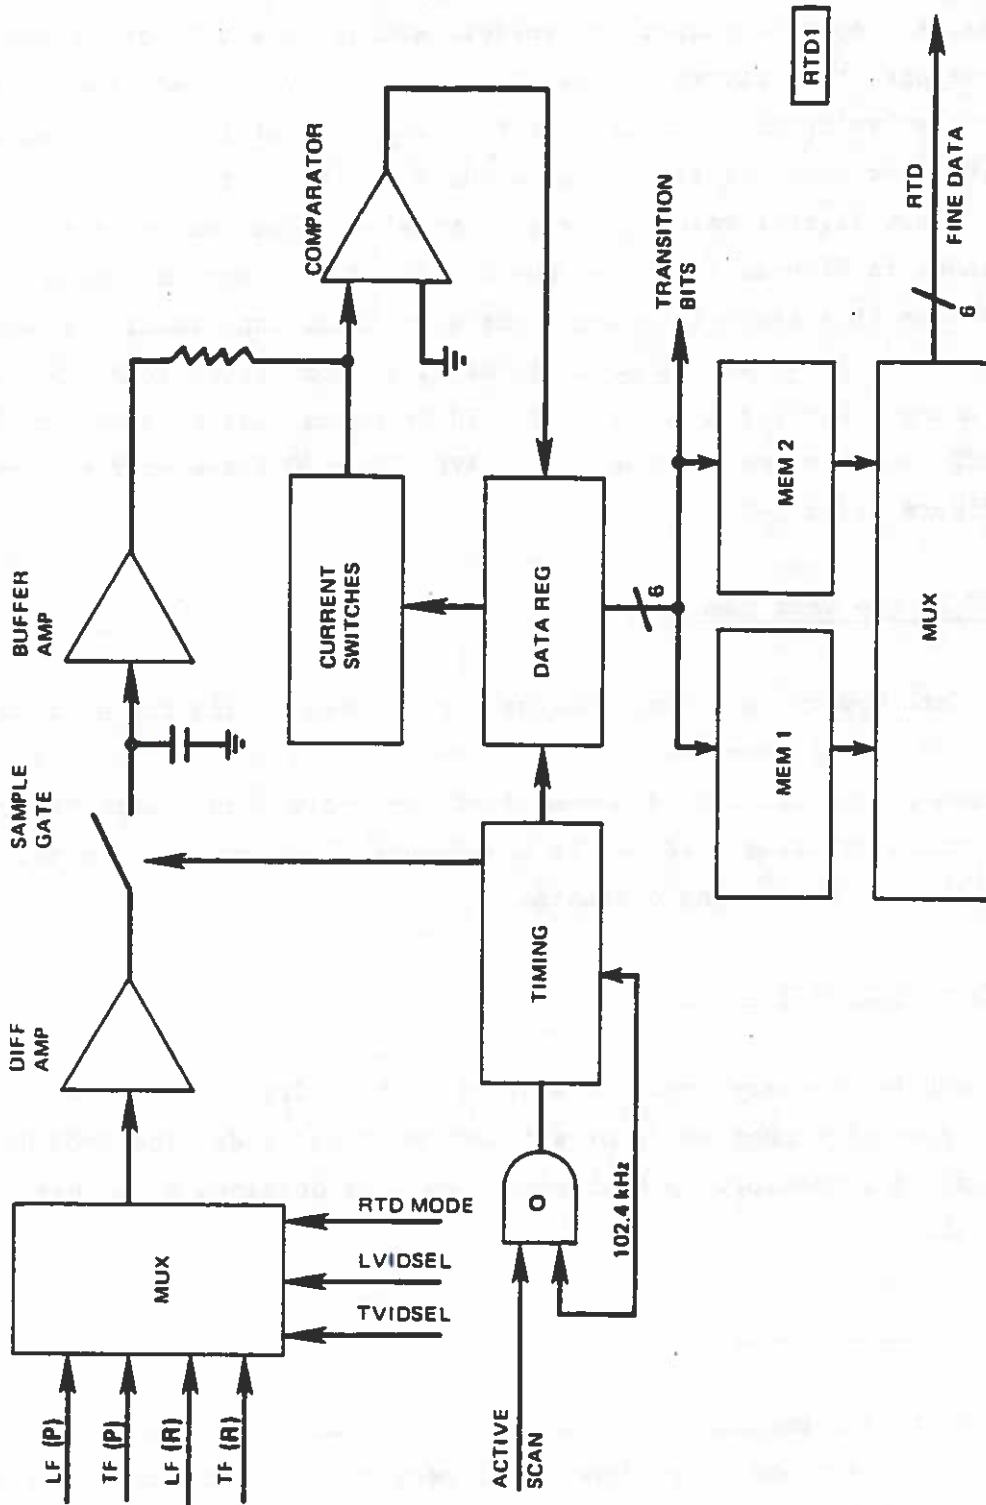 LF (P)
TF (P)
LF (R)
TF (R)
MUX
TVIDSEL
LVIDSEL
RTD MODE
DIFF
AMP
SAMPLE
GATE
BUFFER
AMP
COMPARATOR
CURRENT
SWITCHES
ACTIVE
SCAN
O
102.4 kHz
TIMING
DATA REG
6
TRANSITION
BITS
MEM 1
MEM 2
MUX
6
RTD
FINE DATA
RTD1